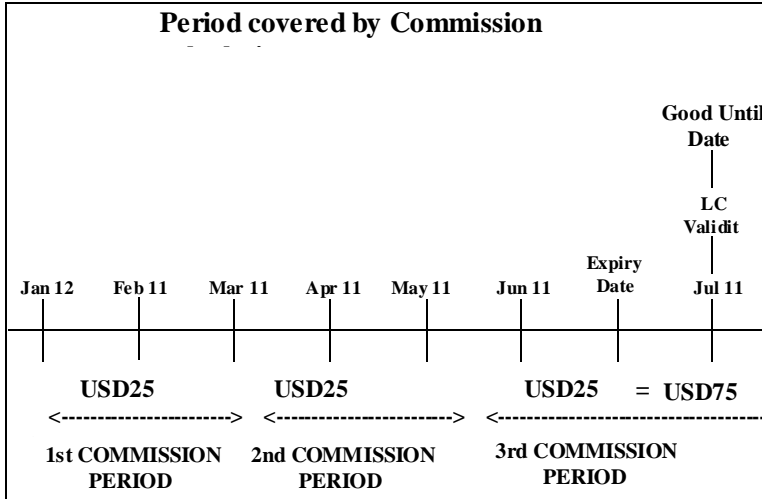 Period covered by Commission
Good Until
Date
LC
Validit
Expiry
Date
Jan 12
Feb 11
Mar 11
Apr 11
May 11
Jun 11
Jul 11
USD25
USD25
USD25 = USD75
1st COMMISSION
PERIOD
2nd COMMISSION
PERIOD
3rd COMMISSION
PERIOD